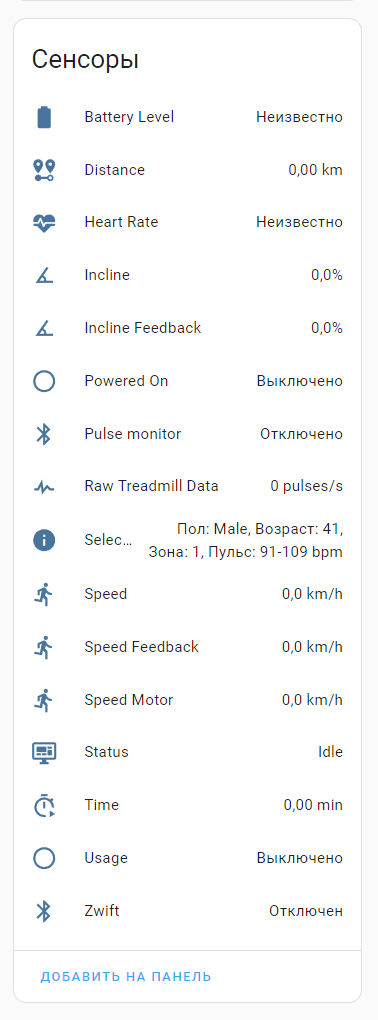 Сенсоры
Battery Level Неизвестно
Distance 0,00 km
Heart Rate Неизвестно
Incline 0,0%
Incline Feedback 0,0%
Powered On Выключено
Pulse monitor Отключено
Raw Treadmill Data 0 pulses/s
Selec... Пол: Male, Возраст: 41,
Зона: 1, Пульс: 91-109 bpm
Speed 0,0 km/h
Speed Feedback 0,0 km/h
Speed Motor 0,0 km/h
Status Idle
Time 0,00 min
Usage Выключено
Zwift Отключен
ДОБАВИТЬ НА ПАНЕЛЬ